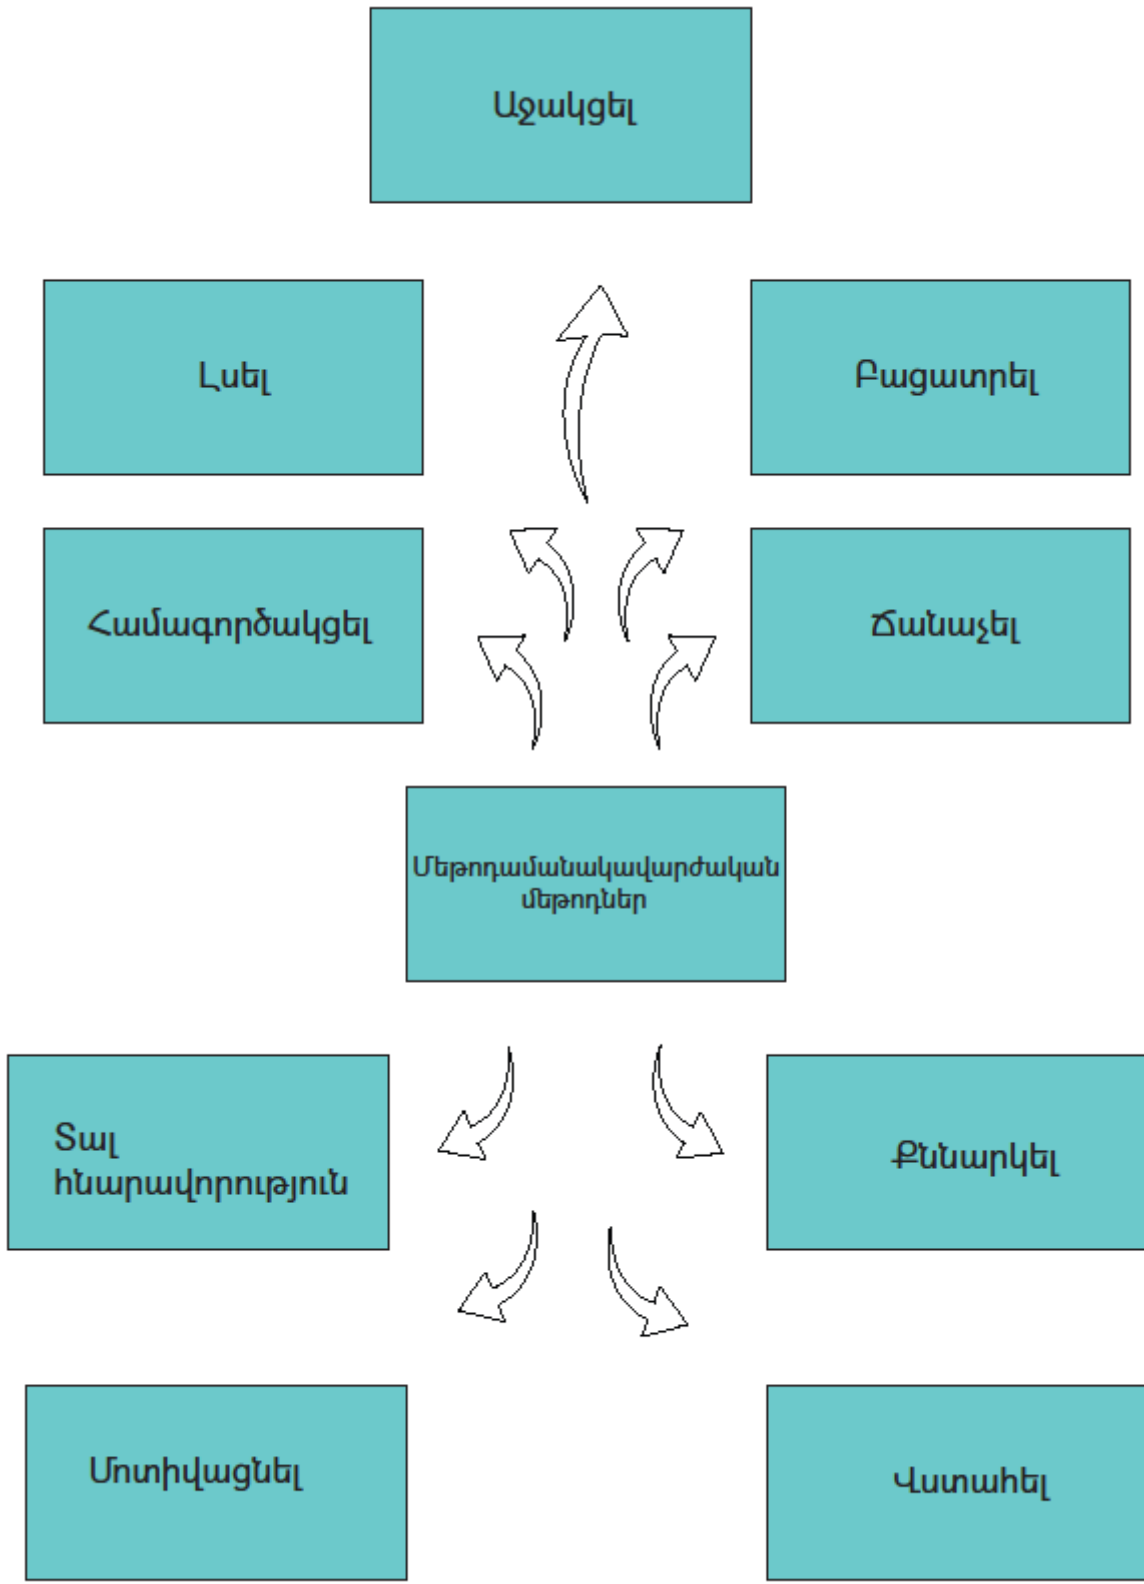 Աջակցել
Լսել
Բացատրել
Համագործակցել
Ճանաչել
Մեթոդամանակավարժական
մեթոդներ
Տալ
հնարավորություն
Քննարկել
Մոտիվացնել
Վստահել